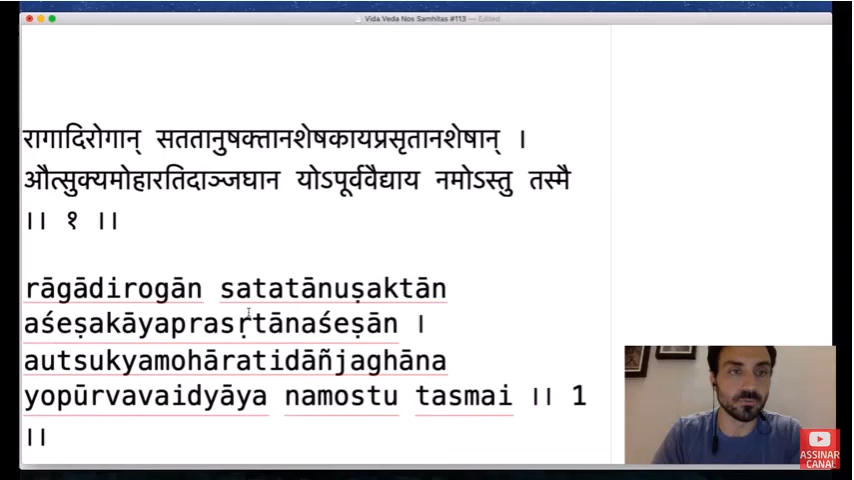 Vida Veda Nos Samhitas #113 — Edited
रागादिरोगान् सततानुषक्तानशेषकायप्रसृतानशेषान् ।
औत्सुक्यमोहारतिदाञ्जघान योऽपूर्ववैद्याय नमोऽस्तु तस्मै
।। १ ।।
rāgādirogān satatānuṣaktān
aśeṣakāyaprasṛtānaśeṣān ।
autsukyamohāratidāñjaghāna
yopūrvavaidyāya namostu tasmai ।। 1
।।
ASSINAR
CANAL